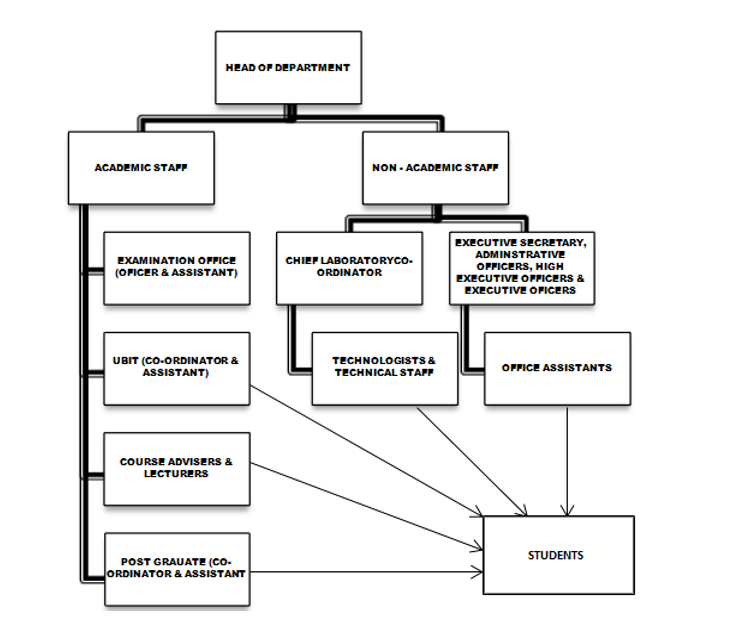 HEAD OF DEPARTMENT
ACADEMIC STAFF
NON - ACADEMIC STAFF
EXAMINATION OFFICE
(OFICER & ASSISTANT)
CHIEF LABORATORYCO-
ORDINATOR
EXECUTIVE SECRETARY,
ADMINSTRATIVE
OFFICERS, HIGH
EXECUTIVE OFFICERS &
EXECUTIVE OFICERS
UBIT (CO-ORDINATOR &
ASSISTANT)
TECHNOLOGISTS &
TECHNICAL STAFF
OFFICE ASSISTANTS
COURSE ADVISERS &
LECTURERS
POST GRAUATE (CO-
ORDINATOR & ASSISTANT
STUDENTS